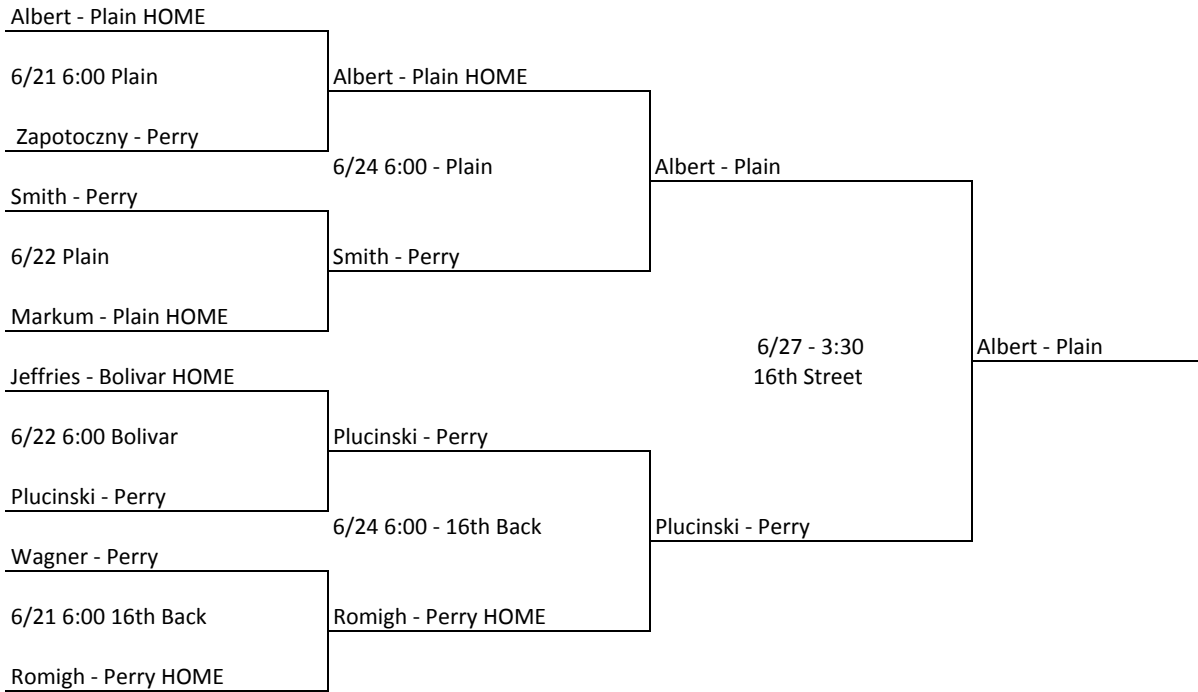 Albert - Plain HOME
6/21 6:00 Plain
Albert - Plain HOME
Zapotoczny - Perry
6/24 6:00 - Plain
Albert - Plain
Smith - Perry
6/22 Plain
Smith - Perry
Markum - Plain HOME
6/27 - 3:30
16th Street
Albert - Plain
Jeffries - Bolivar HOME
6/22 6:00 Bolivar
Plucinski - Perry
Plucinski - Perry
6/24 6:00 - 16th Back
Plucinski - Perry
Wagner - Perry
6/21 6:00 16th Back
Romigh - Perry HOME
Romigh - Perry HOME